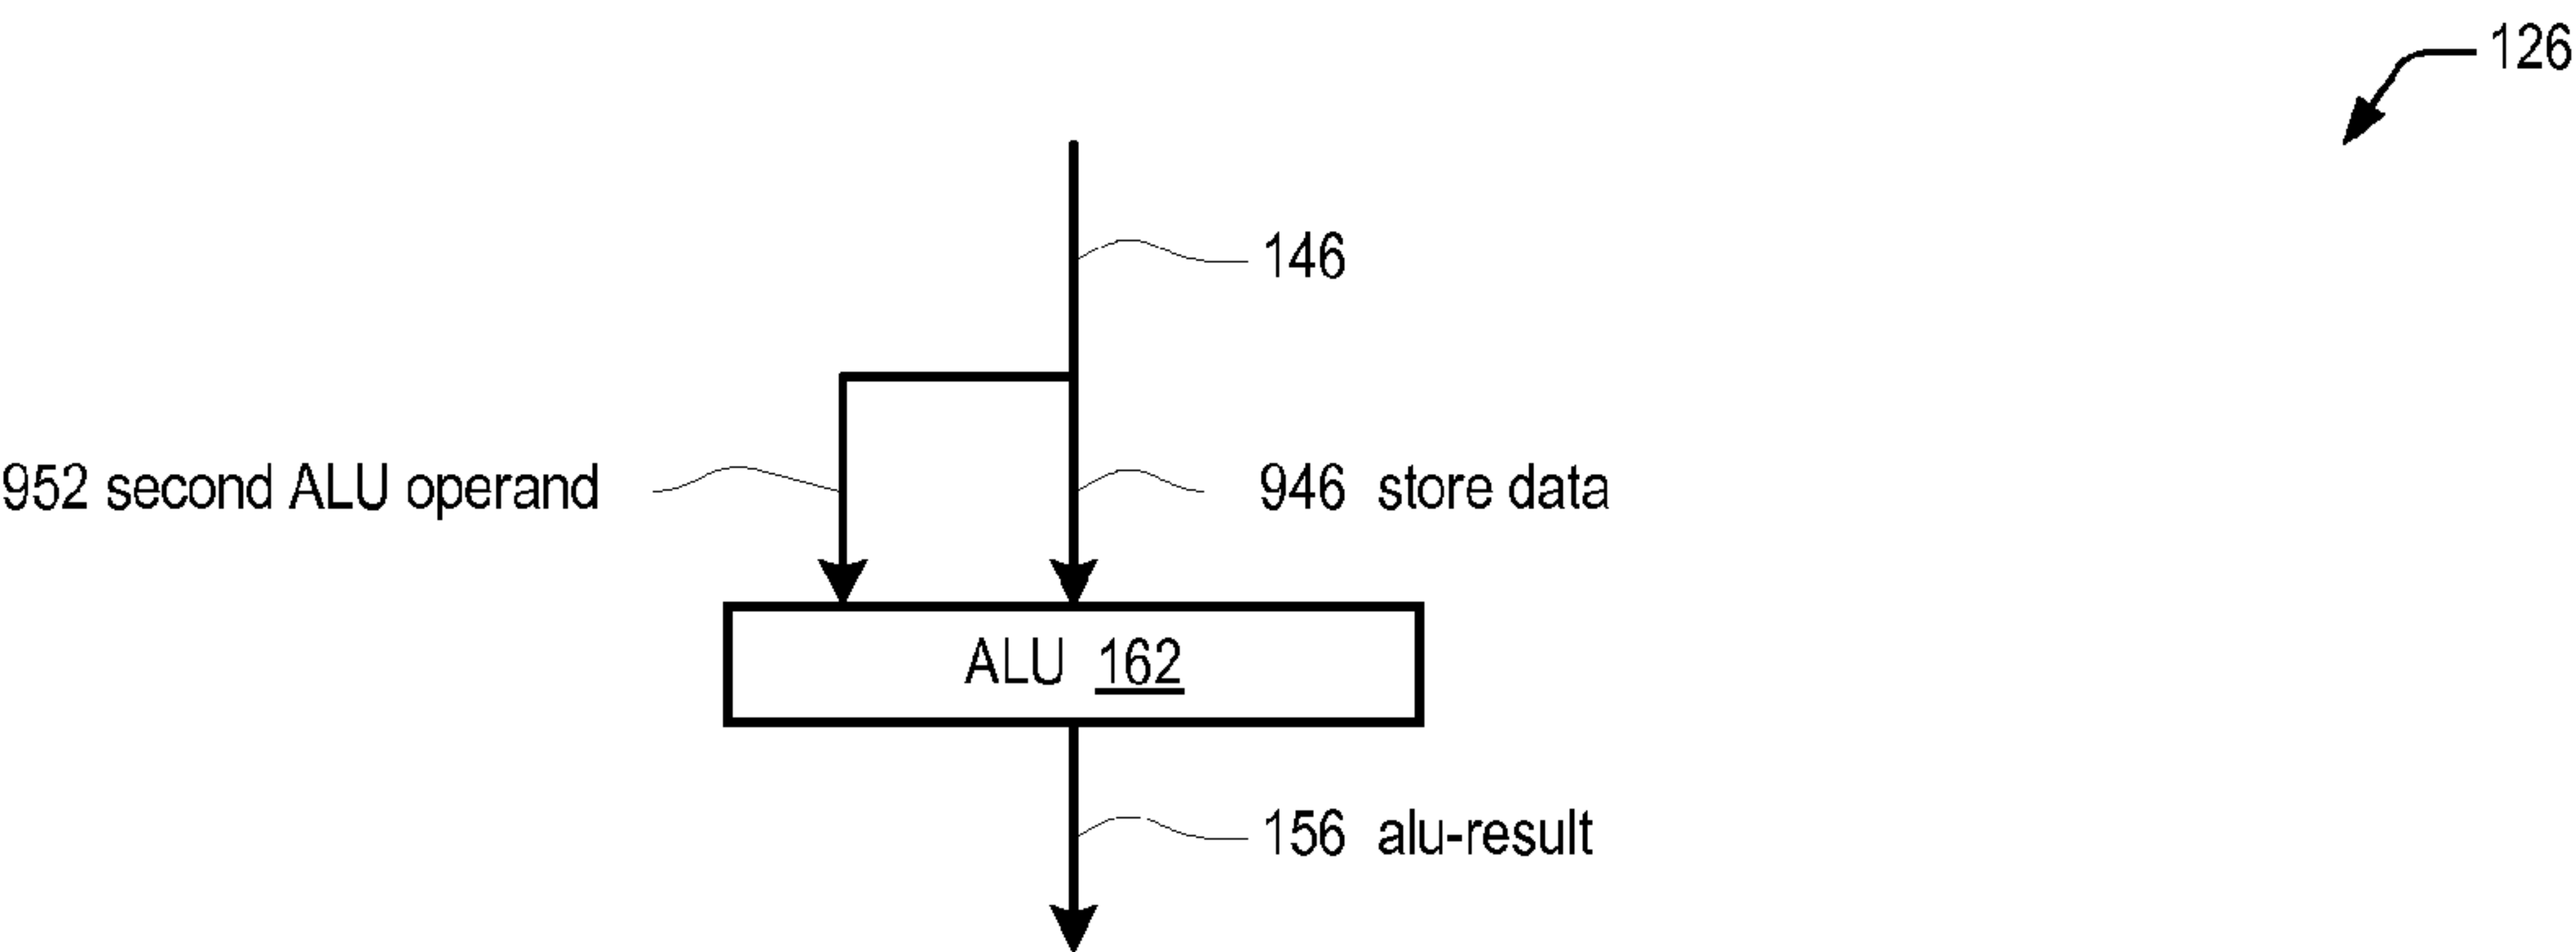 126
146
952 second ALU operand
946 store data
ALU 162
156 alu-result